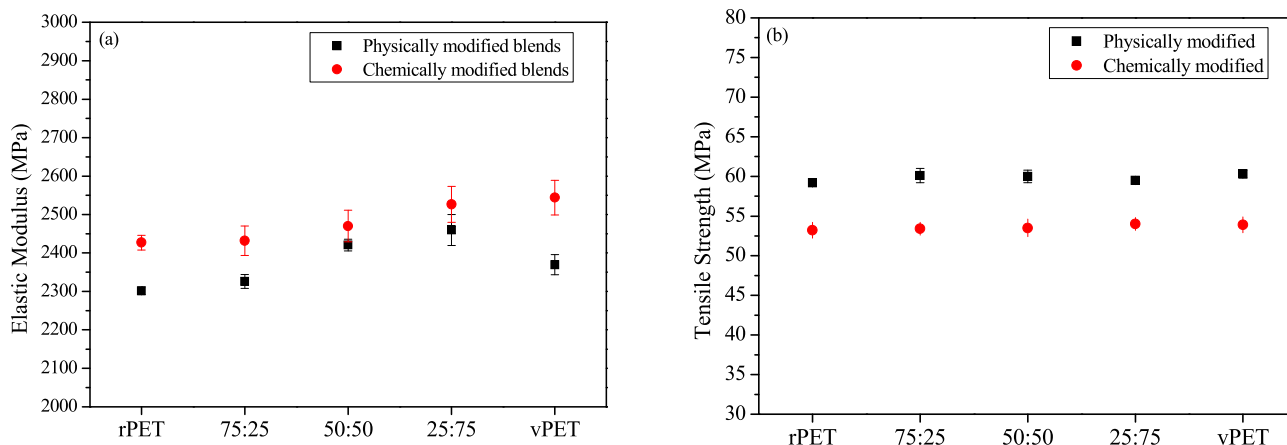 (a)
Physically modified blends
Chemically modified blends
Elastic Modulus (MPa)
3000
2900
2800
2700
2600
2500
2400
2300
2200
2100
2000
rPET 75:25 50:50 25:75 vPET
(b)
Physically modified
Chemically modified
Tensile Strength (MPa)
80
75
70
65
60
55
50
45
40
35
30
rPET 75:25 50:50 25:75 vPET